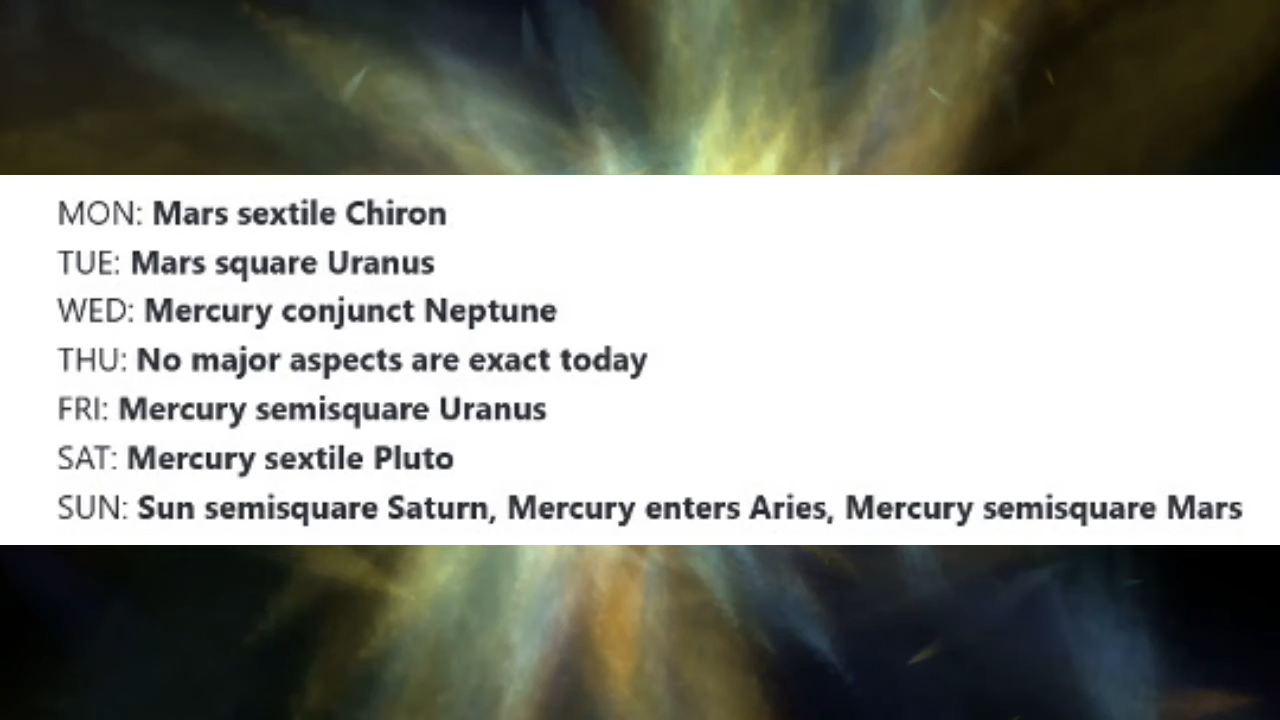 MON: Mars sextile Chiron
TUE: Mars square Uranus
WED: Mercury conjunct Neptune
THU: No major aspects are exact today
FRI: Mercury semisquare Uranus
SAT: Mercury sextile Pluto
SUN: Sun semisquare Saturn, Mercury enters Aries, Mercury semisquare Mars